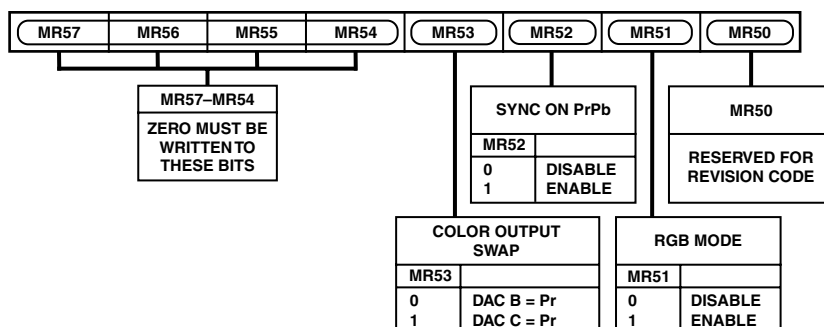 MR57 MR56 MR55 MR54 MR53 MR52 MR51 MR50
MR57–MR54
ZERO MUST BE
WRITTEN TO
THESE BITS
SYNC ON PrPb
MR52
0 DISABLE
1 ENABLE
MR50
RESERVED FOR
REVISION CODE
COLOR OUTPUT
SWAP
MR53
0 DAC B = Pr
1 DAC C = Pr
RGB MODE
MR51
0 DISABLE
1 ENABLE